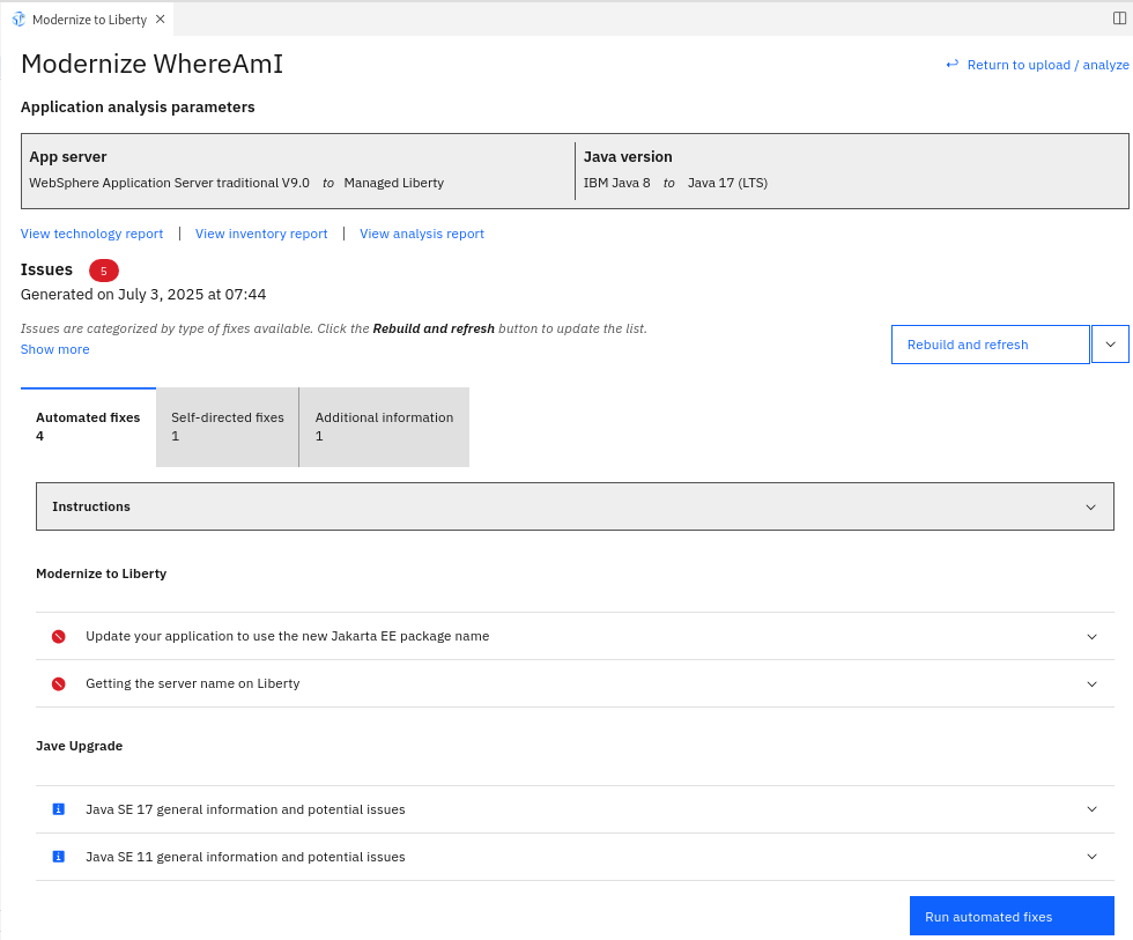 Modernize to Liberty
Modernize WhereAmI
Return to upload / analyze
Application analysis parameters
App server
WebSphere Application Server traditional V9.0 to Managed Liberty
Java version
IBM Java 8 to Java 17 (LTS)
View technology report | View inventory report | View analysis report
Issues 5
Generated on July 3, 2025 at 07:44
Issues are categorized by type of fixes available. Click the Rebuild and refresh button to update the list.
Show more
Rebuild and refresh
Automated fixes
4
Self-directed fixes
1
Additional information
1
Instructions
Modernize to Liberty
Update your application to use the new Jakarta EE package name
Getting the server name on Liberty
Jave Upgrade
Java SE 17 general information and potential issues
Java SE 11 general information and potential issues
Run automated fixes